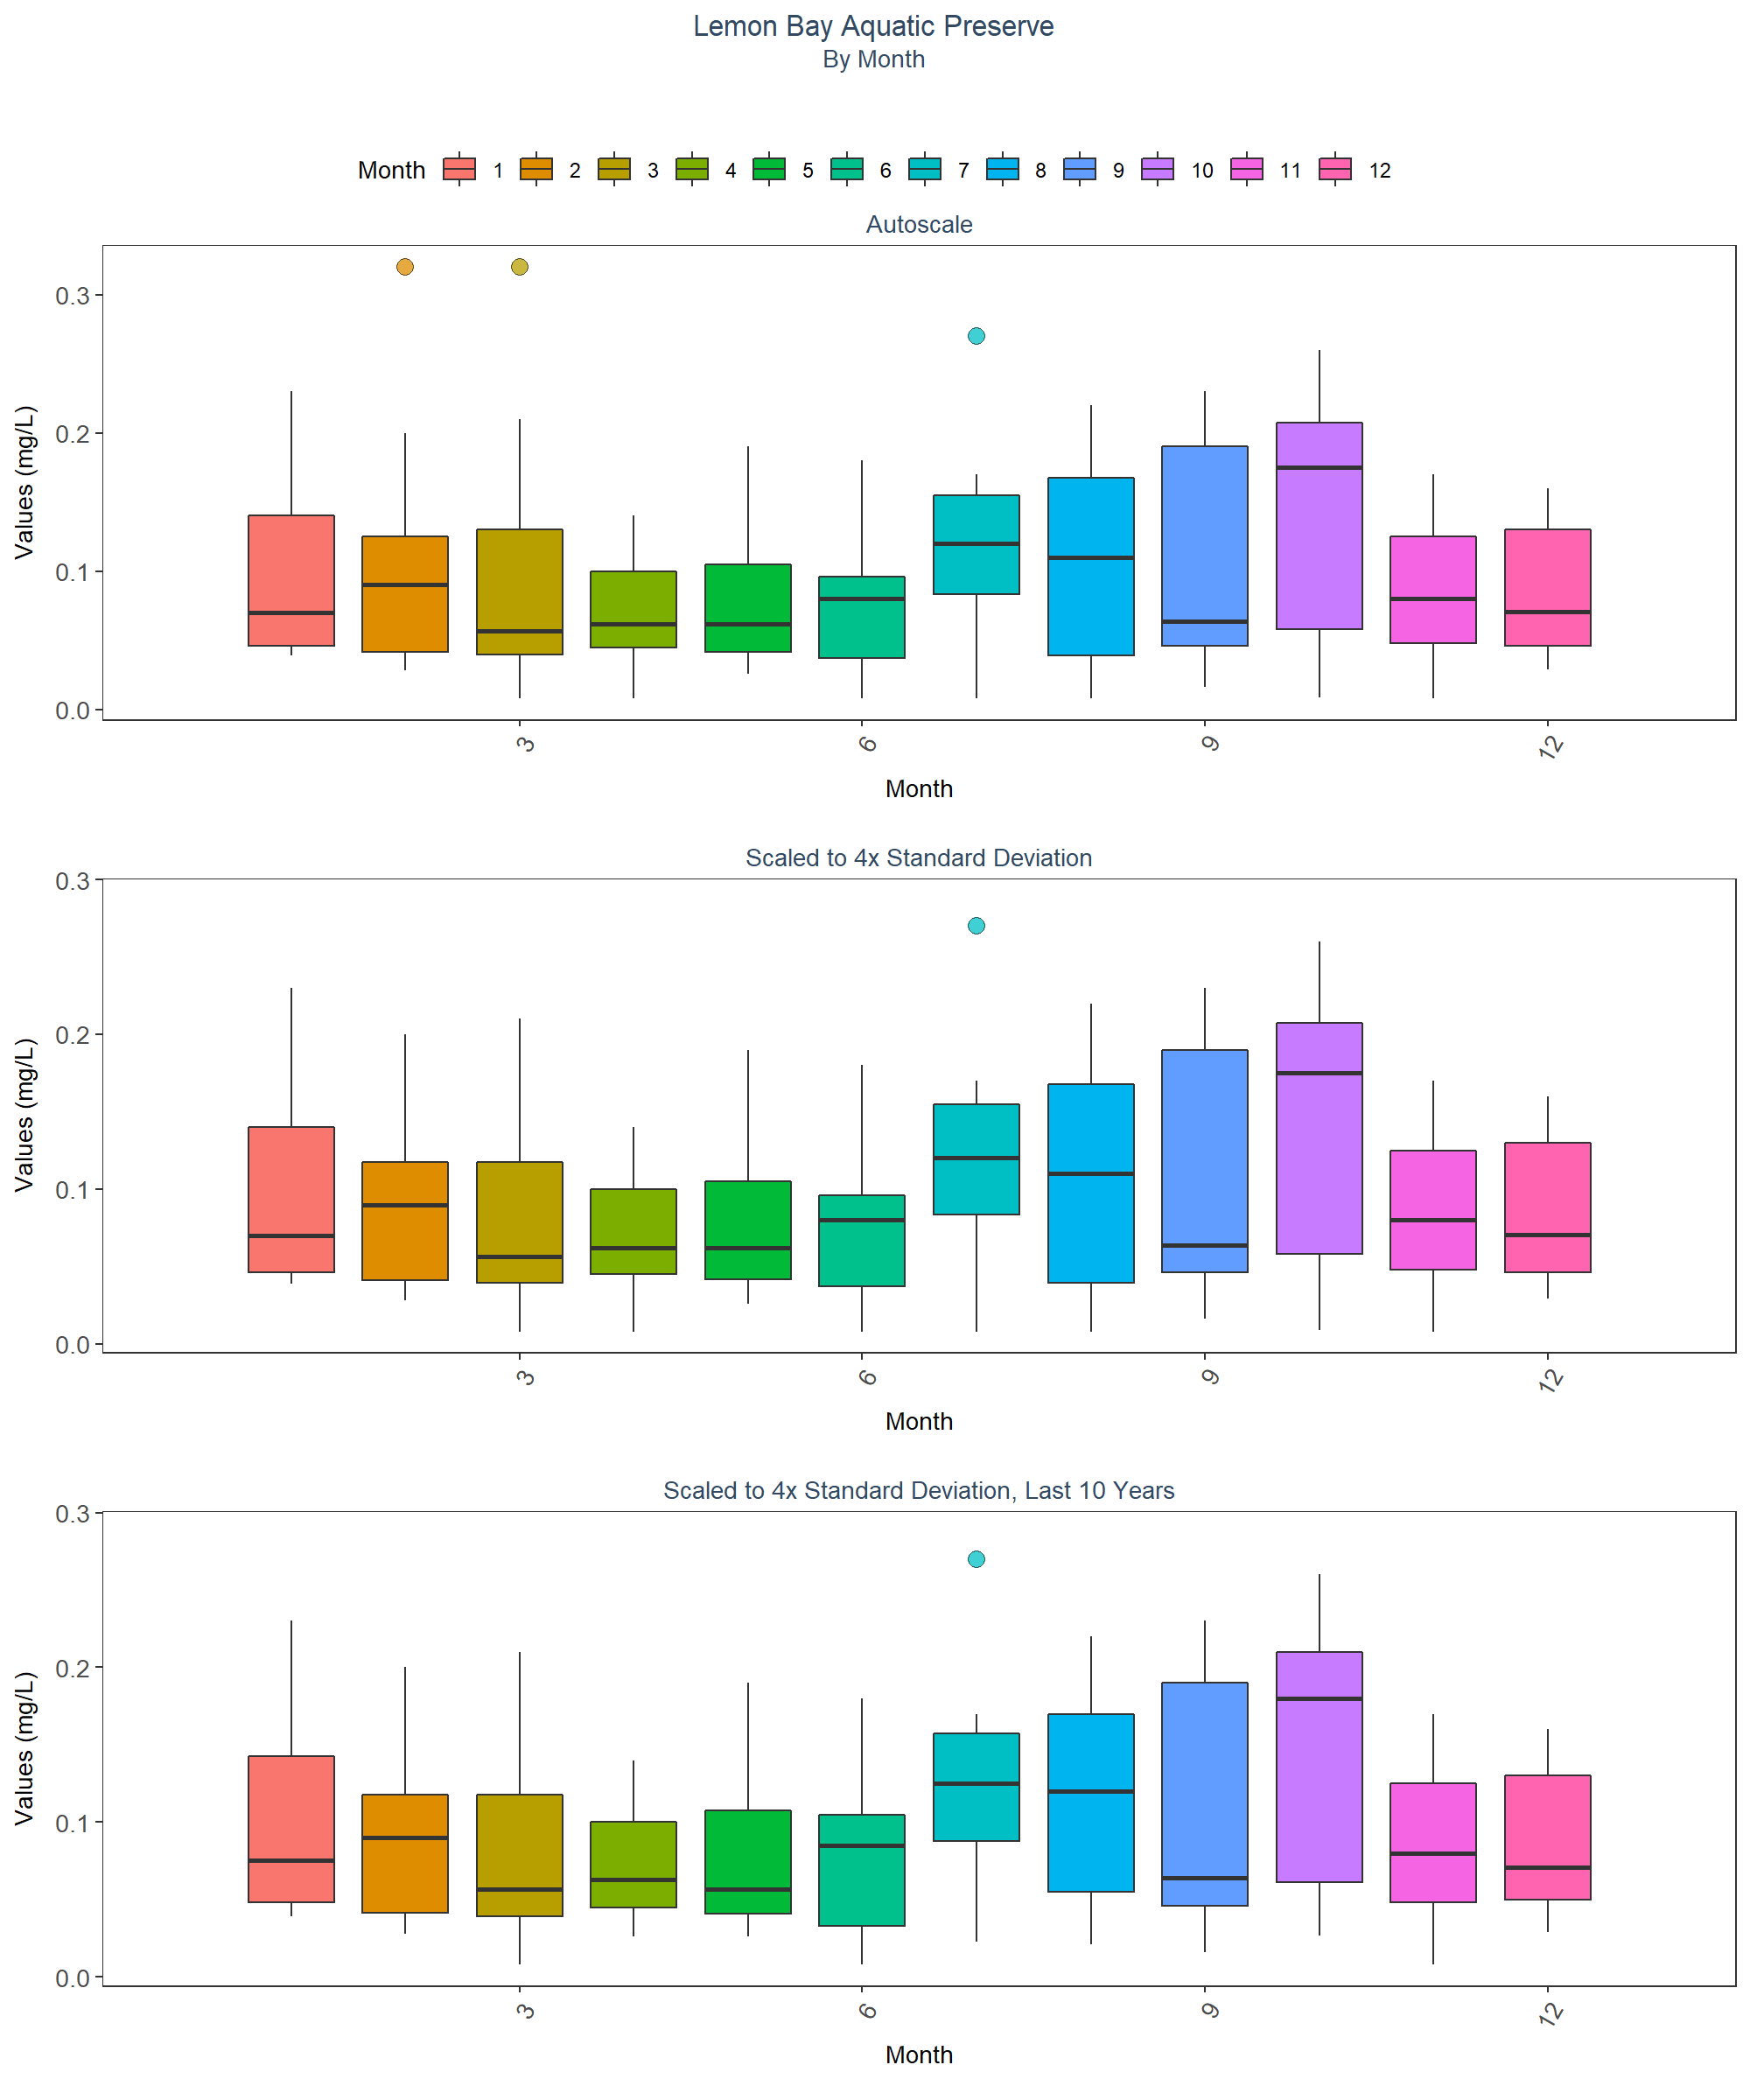 Lemon Bay Aquatic Preserve
By Month
Month 1 2 3 4 5 6 7 8 9 10 11 12
Autoscale
Values (mg/L)
0.3
0.2
0.1
0.0
3 6 9 12
Month
Scaled to 4x Standard Deviation
Values (mg/L)
0.3
0.2
0.1
0.0
3 6 9 12
Month
Scaled to 4x Standard Deviation, Last 10 Years
Values (mg/L)
0.3
0.2
0.1
0.0
3 6 9 12
Month